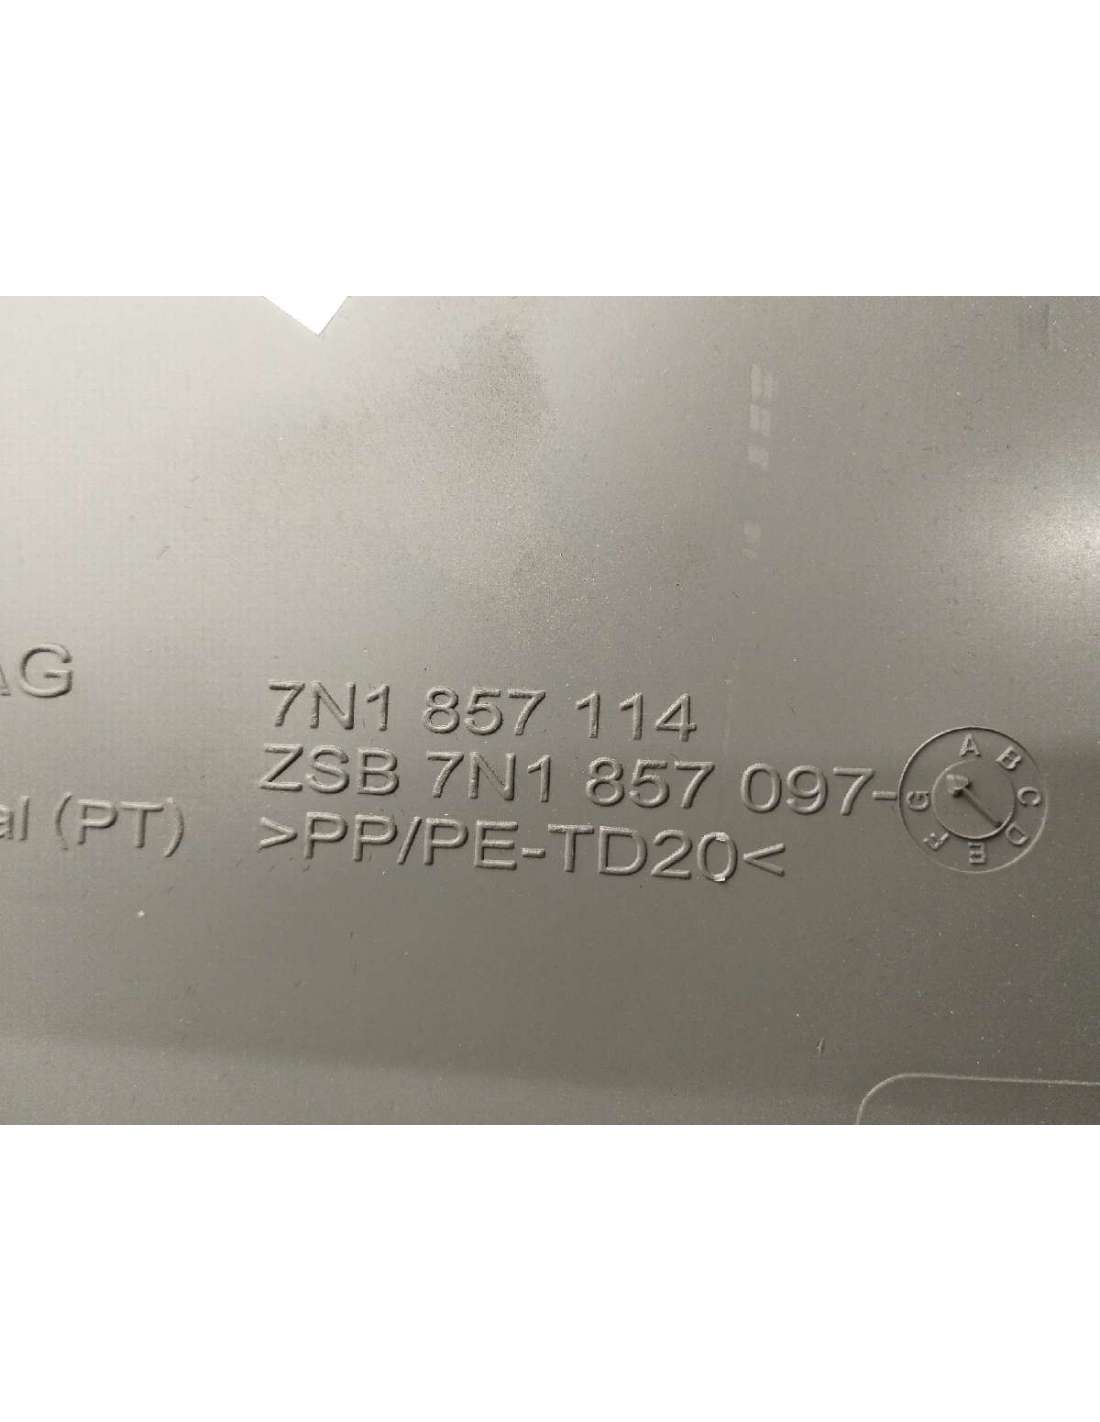 AG
7N1 857 114
ZSB 7N1 857 097-
al (PT)
>PP/PE-TD20<
A B C D E F G